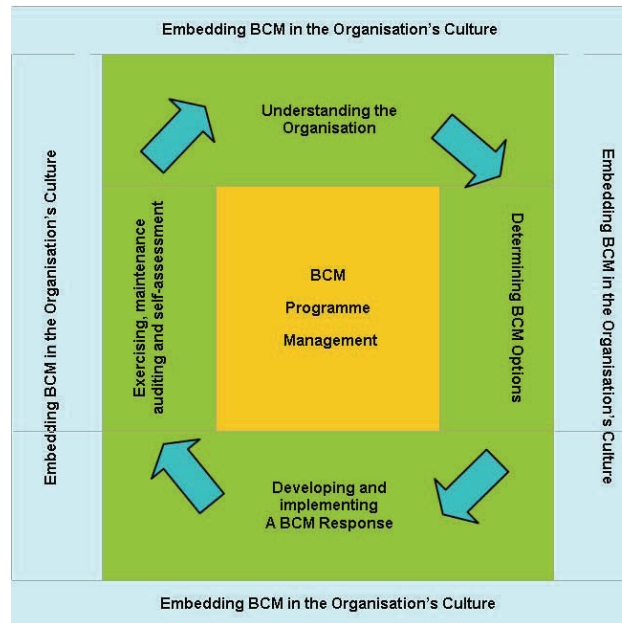 Embedding BCM in the Organisation's Culture
Understanding the
Organisation
Embedding BCM in the Organisation's Culture
Exercising, maintenance
auditing and self-assessment
BCM
Programme
Management
Determining BCM Options
Embedding BCM in the Organisation's Culture
Developing and
implementing
A BCM Response
Embedding BCM in the Organisation's Culture